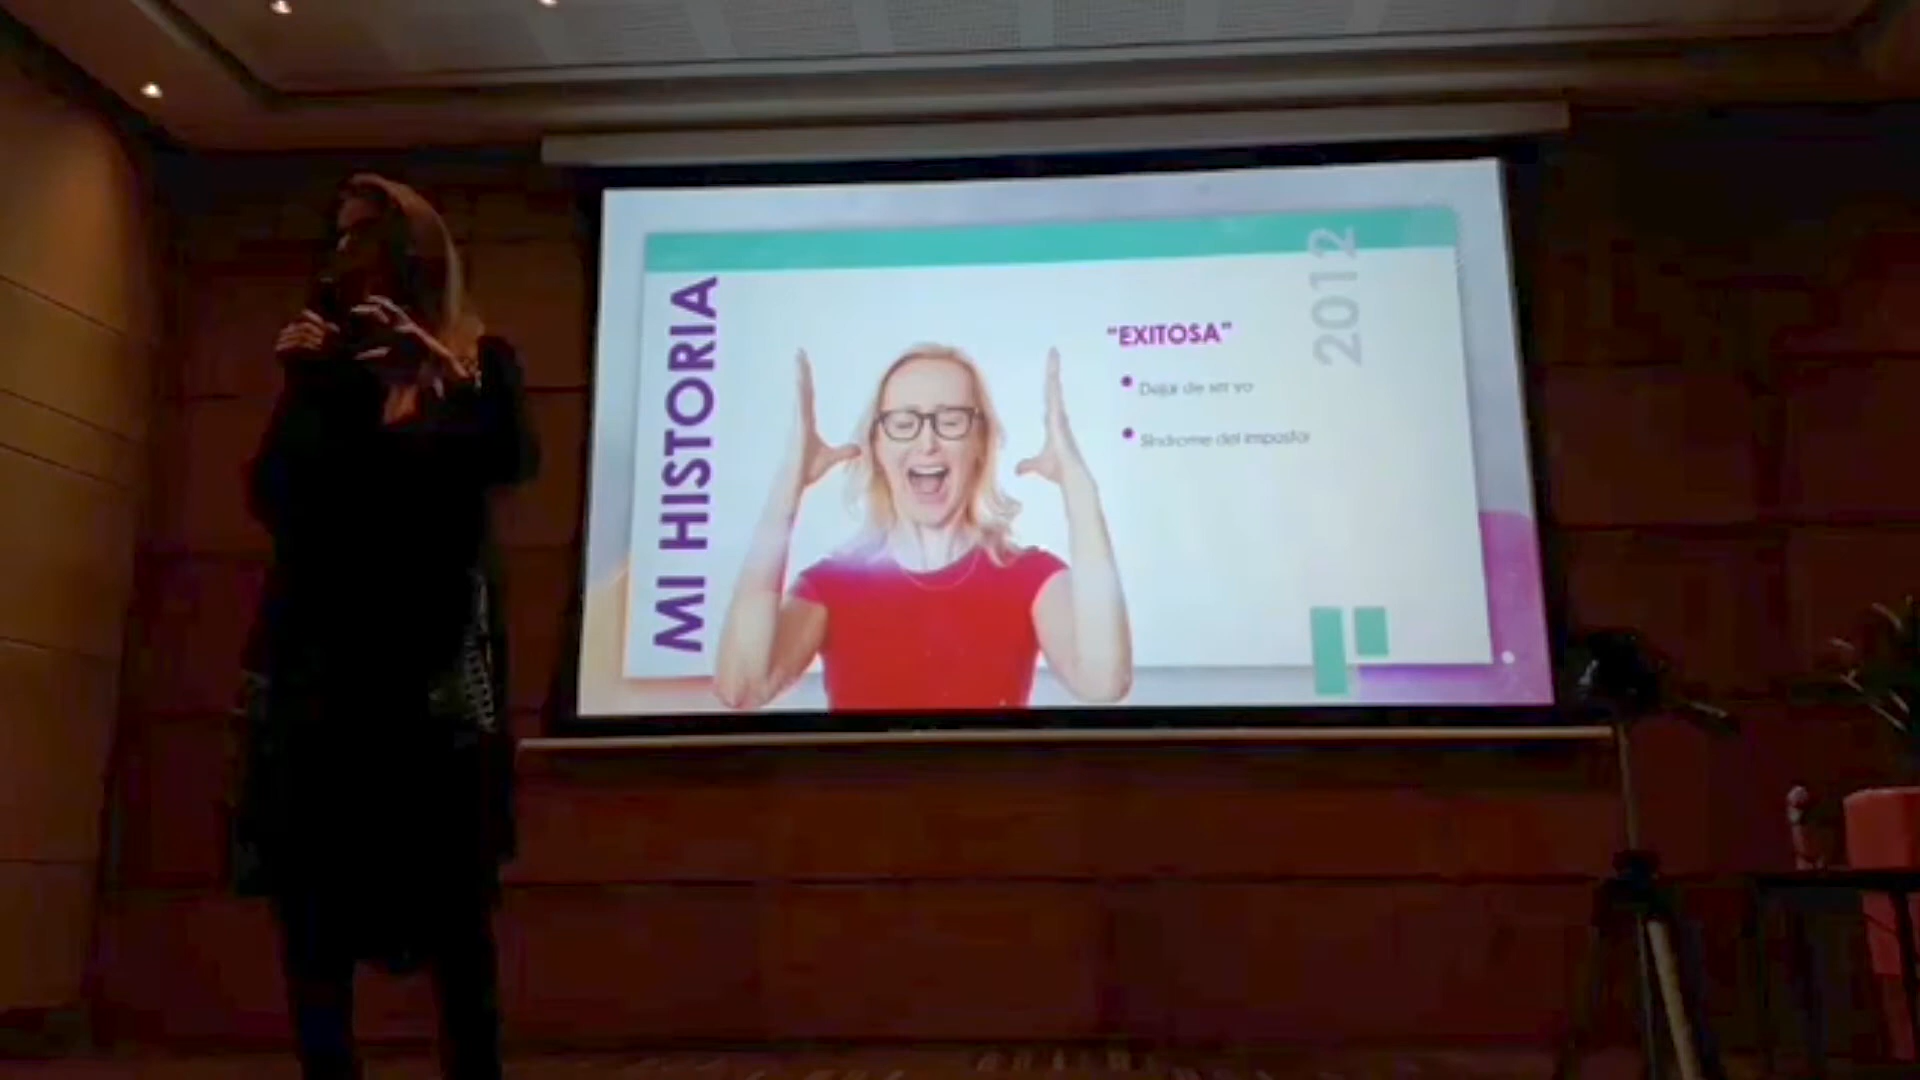 MI HISTORIA
2012
“EXITOSA”
• Dejar de ser yo
• Síndrome del impostor